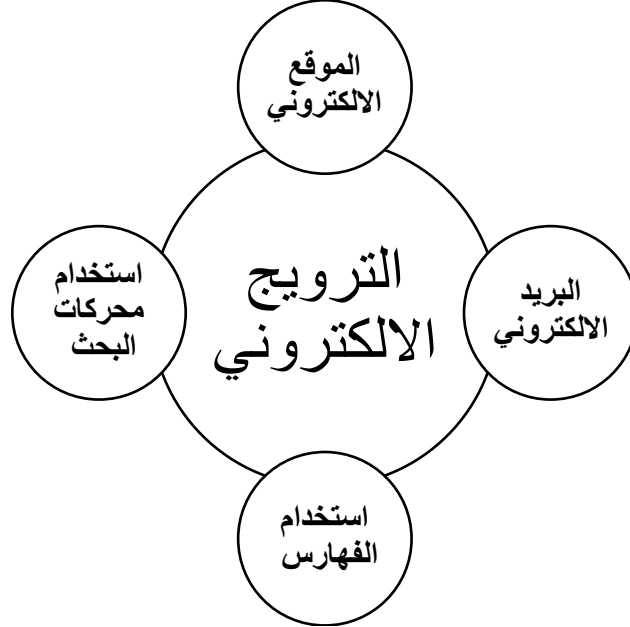 الموقع
الالكتروني
البريد
الالكتروني
الترويج
الالكتروني
استخدام
محركات
البحث
استخدام
الفهارس